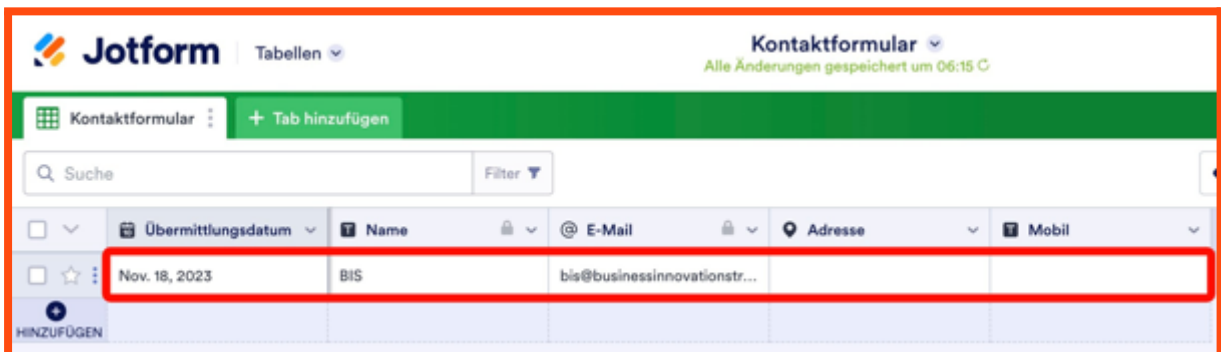 Jotform
Tabellen
Kontaktformular
Alle Änderungen gespeichert um 06:15
Kontaktformular
+ Tab hinzufügen
Suche
Filter
Übermittlungsdatum
Name
E-Mail
Adresse
Mobil
Nov. 18, 2023
BIS
bis@businessinnovationstr...
HINZUFÜGEN